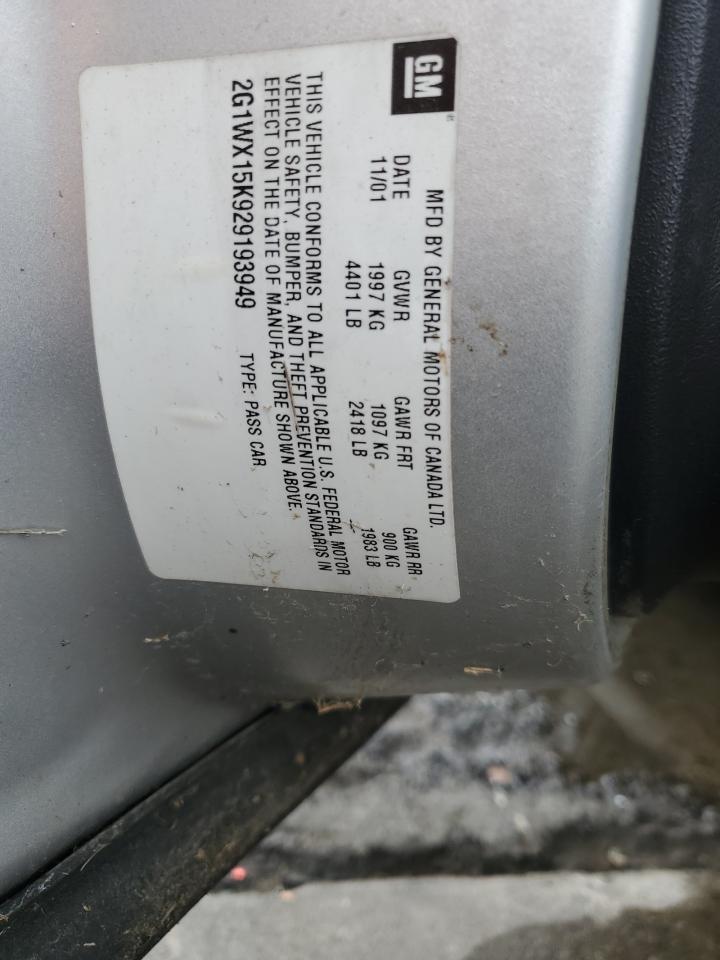 GM
MFD BY GENERAL MOTORS OF CANADA LTD.
DATE GVWR GAWR FRT GAWR RR
11/01 1997 KG 1097 KG 900 KG
4401 LB 2418 LB 1983 LB
THIS VEHICLE CONFORMS TO ALL APPLICABLE U.S. FEDERAL MOTOR
VEHICLE SAFETY, BUMPER, AND THEFT PREVENTION STANDARDS IN
EFFECT ON THE DATE OF MANUFACTURE SHOWN ABOVE.
2G1WX15K929193949 TYPE: PASS CAR